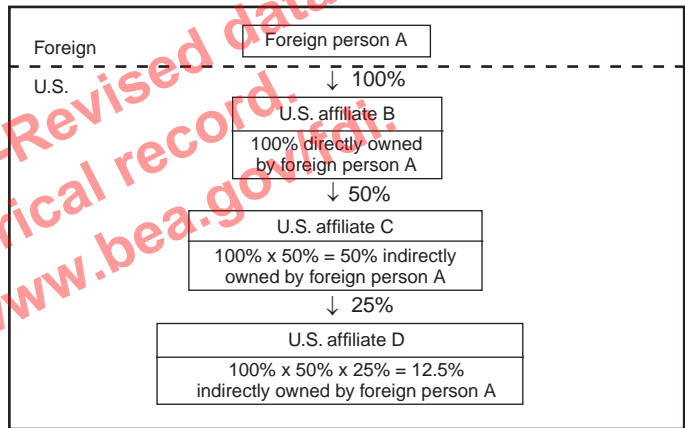 Foreign
Foreign person A
U.S.
↓ 100%
U.S. affiliate B
100% directly owned
by foreign person A
↓ 50%
U.S. affiliate C
100% x 50% = 50% indirectly
owned by foreign person A
↓ 25%
U.S. affiliate D
100% x 50% x 25% = 12.5%
indirectly owned by foreign person A
-Revised data
rical record.
www.bea.gov/fdi.